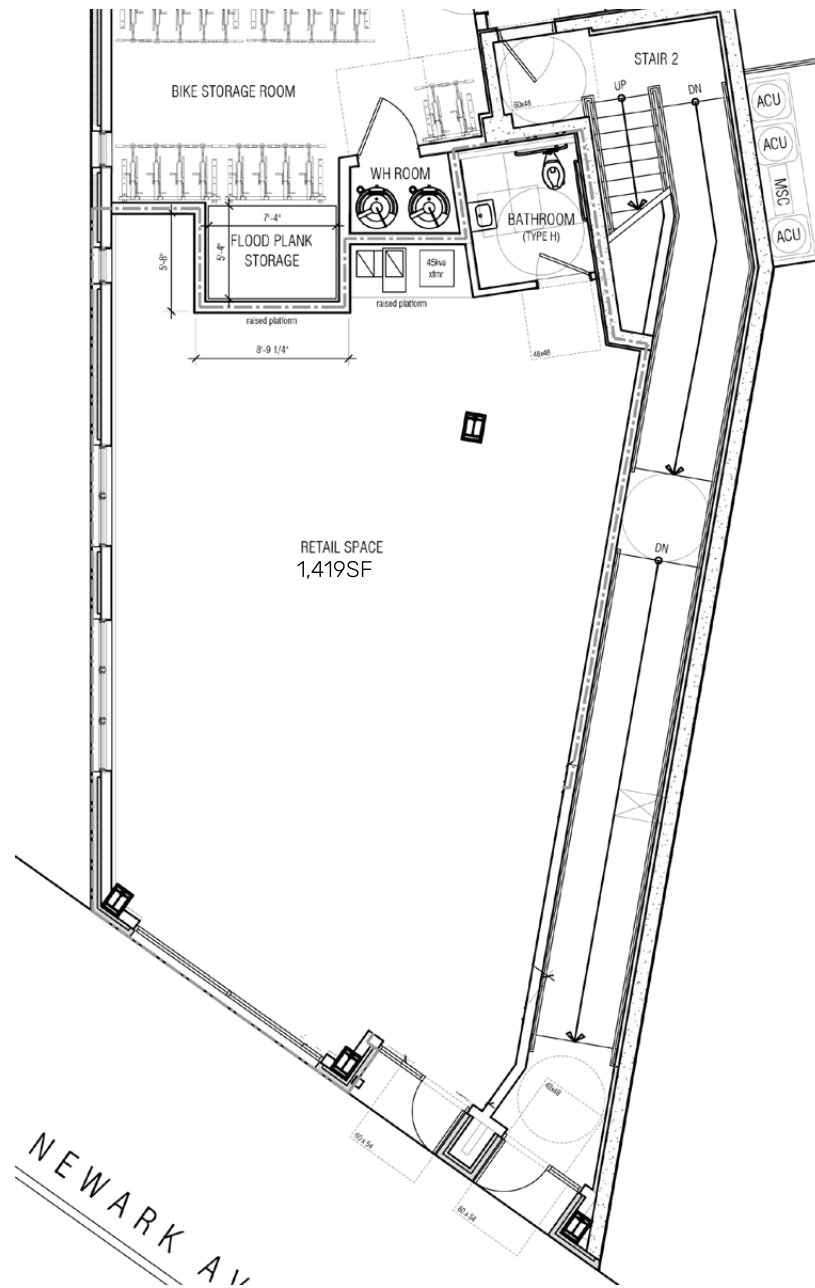 STAIR 2
BIKE STORAGE ROOM
60x48
UP
DN
ACU
ACU
MSC
ACU
WH ROOM
BATHROOM
(TYPE H)
7'-4"
FLOOD PLANK
STORAGE
5'-4"
5'-8"
45kva
xfmr
raised platform
raised platform
8'-9 1/4"
48x48
RETAIL SPACE
1,419SF
DN
48x48
60 x 54
60 x 54
NEWARK AV